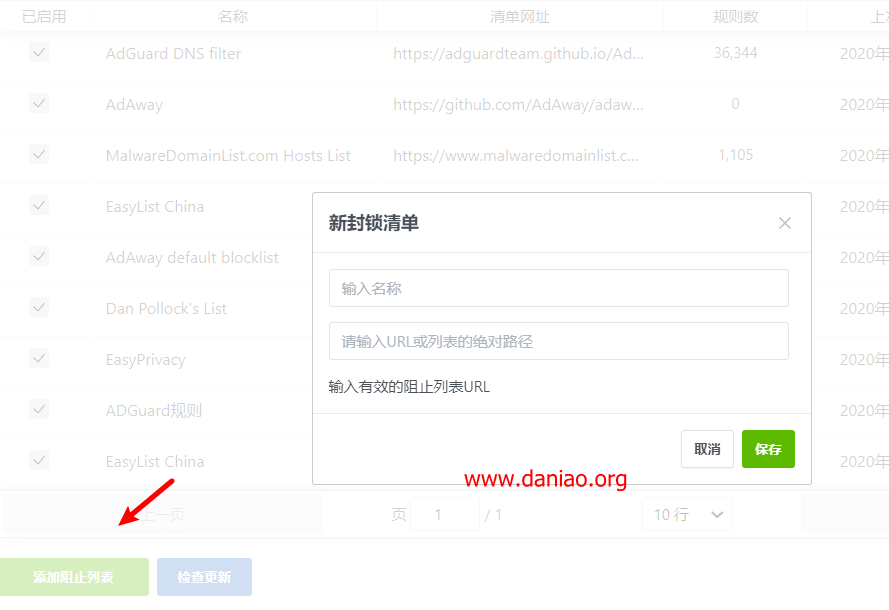 已启用 名称 清单网址 规则数 上
AdGuard DNS filter https://adguardteam.github.io/Ad... 36,344 2020年
AdAway https://github.com/AdAway/adaw... 0 2020年
MalwareDomainList.com Hosts List https://www.malwaredomainlist.c... 1,105 2020年
EasyList China 2020年
AdAway default blocklist 2020年
Dan Pollock's List 2020年
EasyPrivacy 2020年
ADGuard规则 2020年
EasyList China 2020年
新封锁清单
输入名称
请输入URL或列表的绝对路径
输入有效的阻止列表URL
取消 保存
www.daniao.org
上一页 页 1 / 1 10 行
添加阻止列表 检查更新